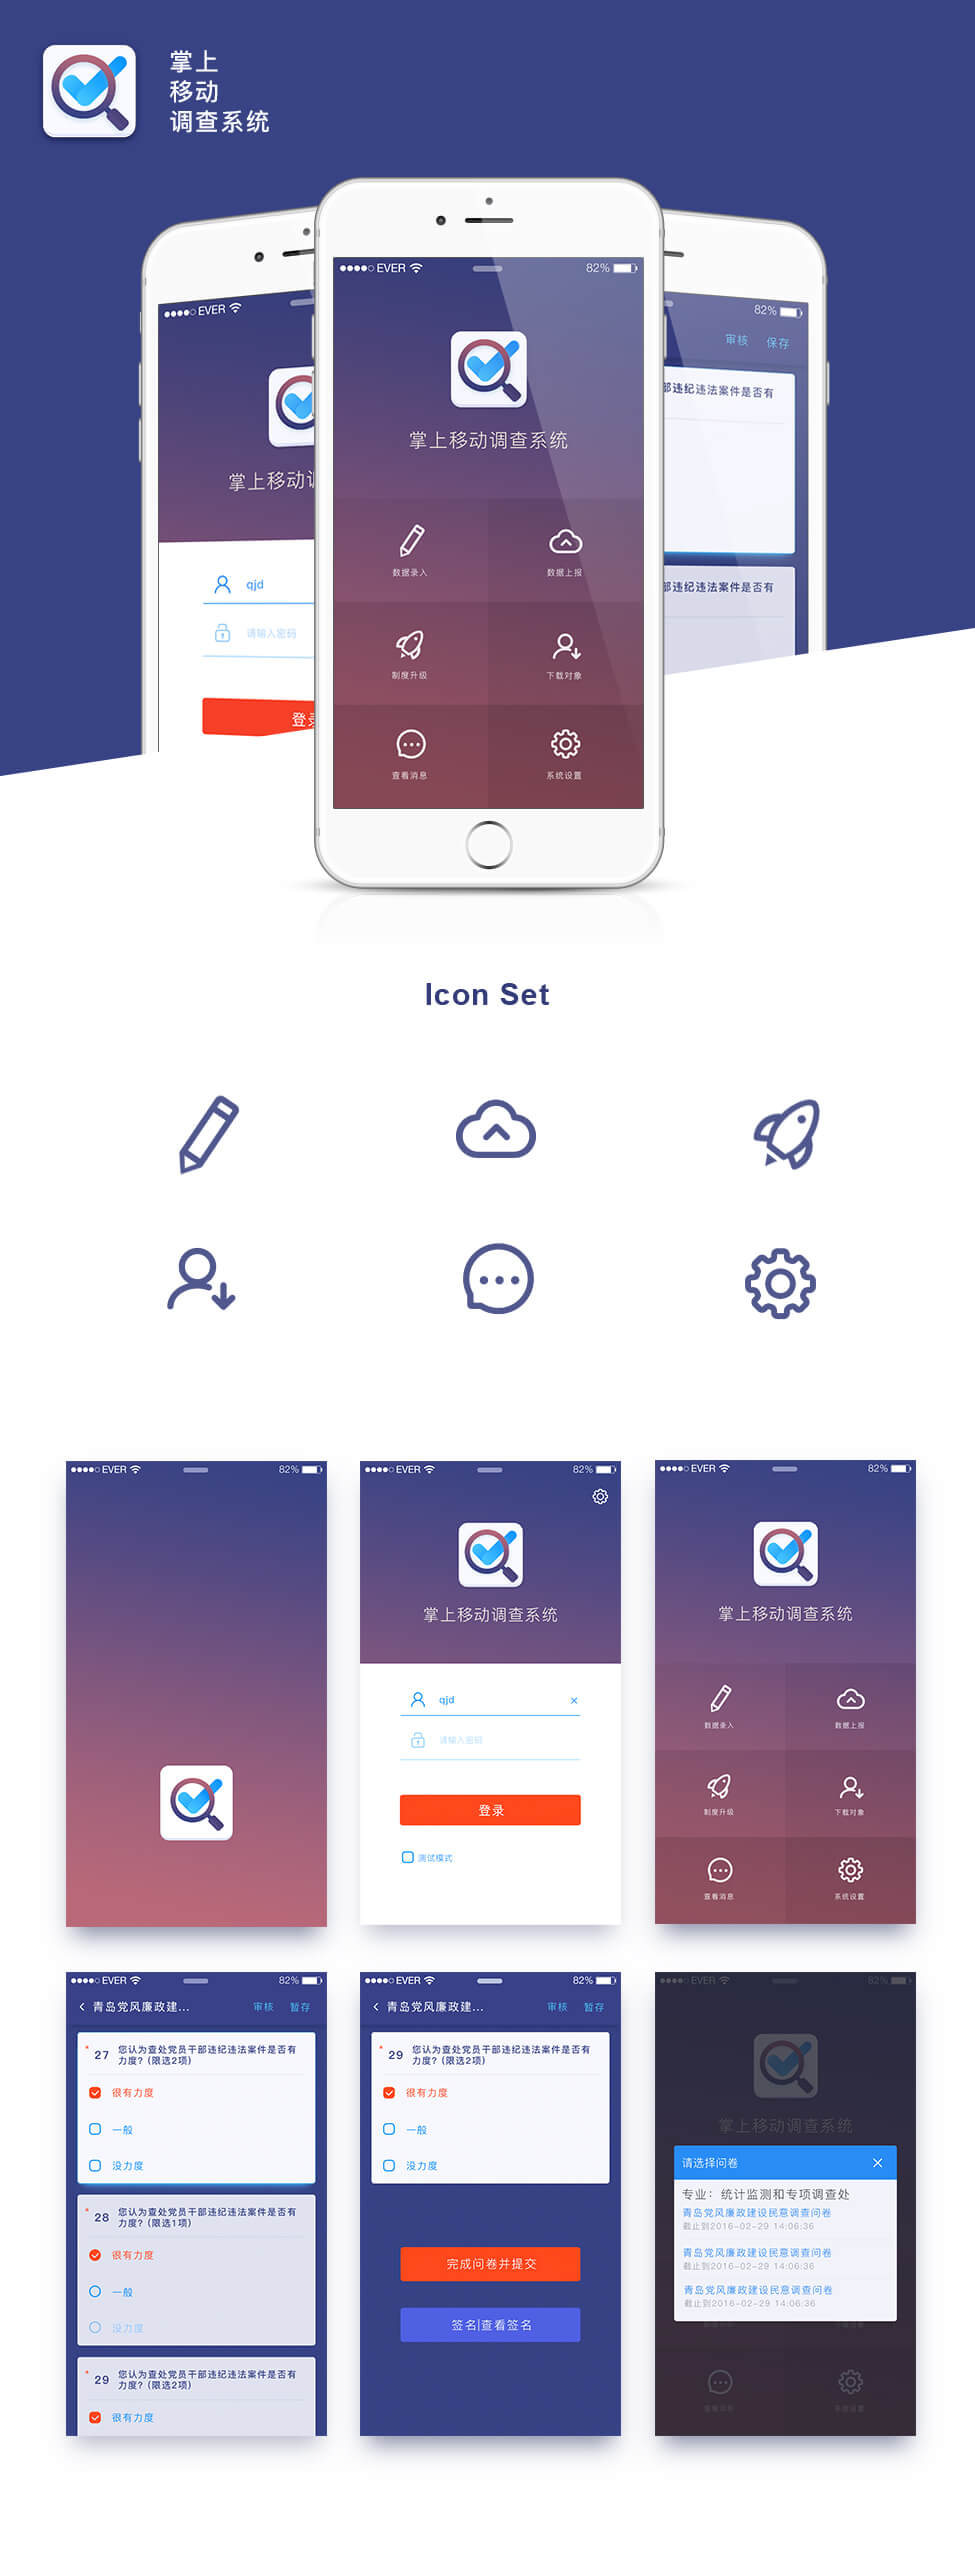 掌上
移动
调查系统
EVER
82%
掌上移动调查系统
数据录入
数据上报
制度升级
下载对象
查看消息
系统设置
EVER
掌上移动
qjd
请输入密码
登录
82%
审核 保存
部违纪违法案件是否有
违纪违法案件是否有
Icon Set
EVER 82%
EVER 82%
掌上移动调查系统
qjd ×
请输入密码
登录
测试模式
EVER 82%
掌上移动调查系统
数据录入
数据上报
制度升级
下载对象
查看消息
系统设置
EVER 82%
青岛党风廉政建... 审核 暂存
* 27 您认为查处党员干部违纪违法案件是否有
力度? (限选2项)
很有力度
一般
没力度
* 28 您认为查处党员干部违纪违法案件是否有
力度? (限选1项)
很有力度
一般
没力度
* 29 您认为查处党员干部违纪违法案件是否有
力度? (限选2项)
很有力度
EVER 82%
青岛党风廉政建... 审核 暂存
* 29 您认为查处党员干部违纪违法案件是否有
力度? (限选2项)
很有力度
一般
没力度
完成问卷并提交
签名|查看签名
EVER 82%
掌上移动调查系统
请选择问卷
专业：统计监测和专项调查处
青岛党风廉政建设民意调查问卷
截止到2016-02-29 14:06:36
青岛党风廉政建设民意调查问卷
截止到2016-02-29 14:06:36
青岛党风廉政建设民意调查问卷
截止到2016-02-29 14:06:36
查看消息
系统设置